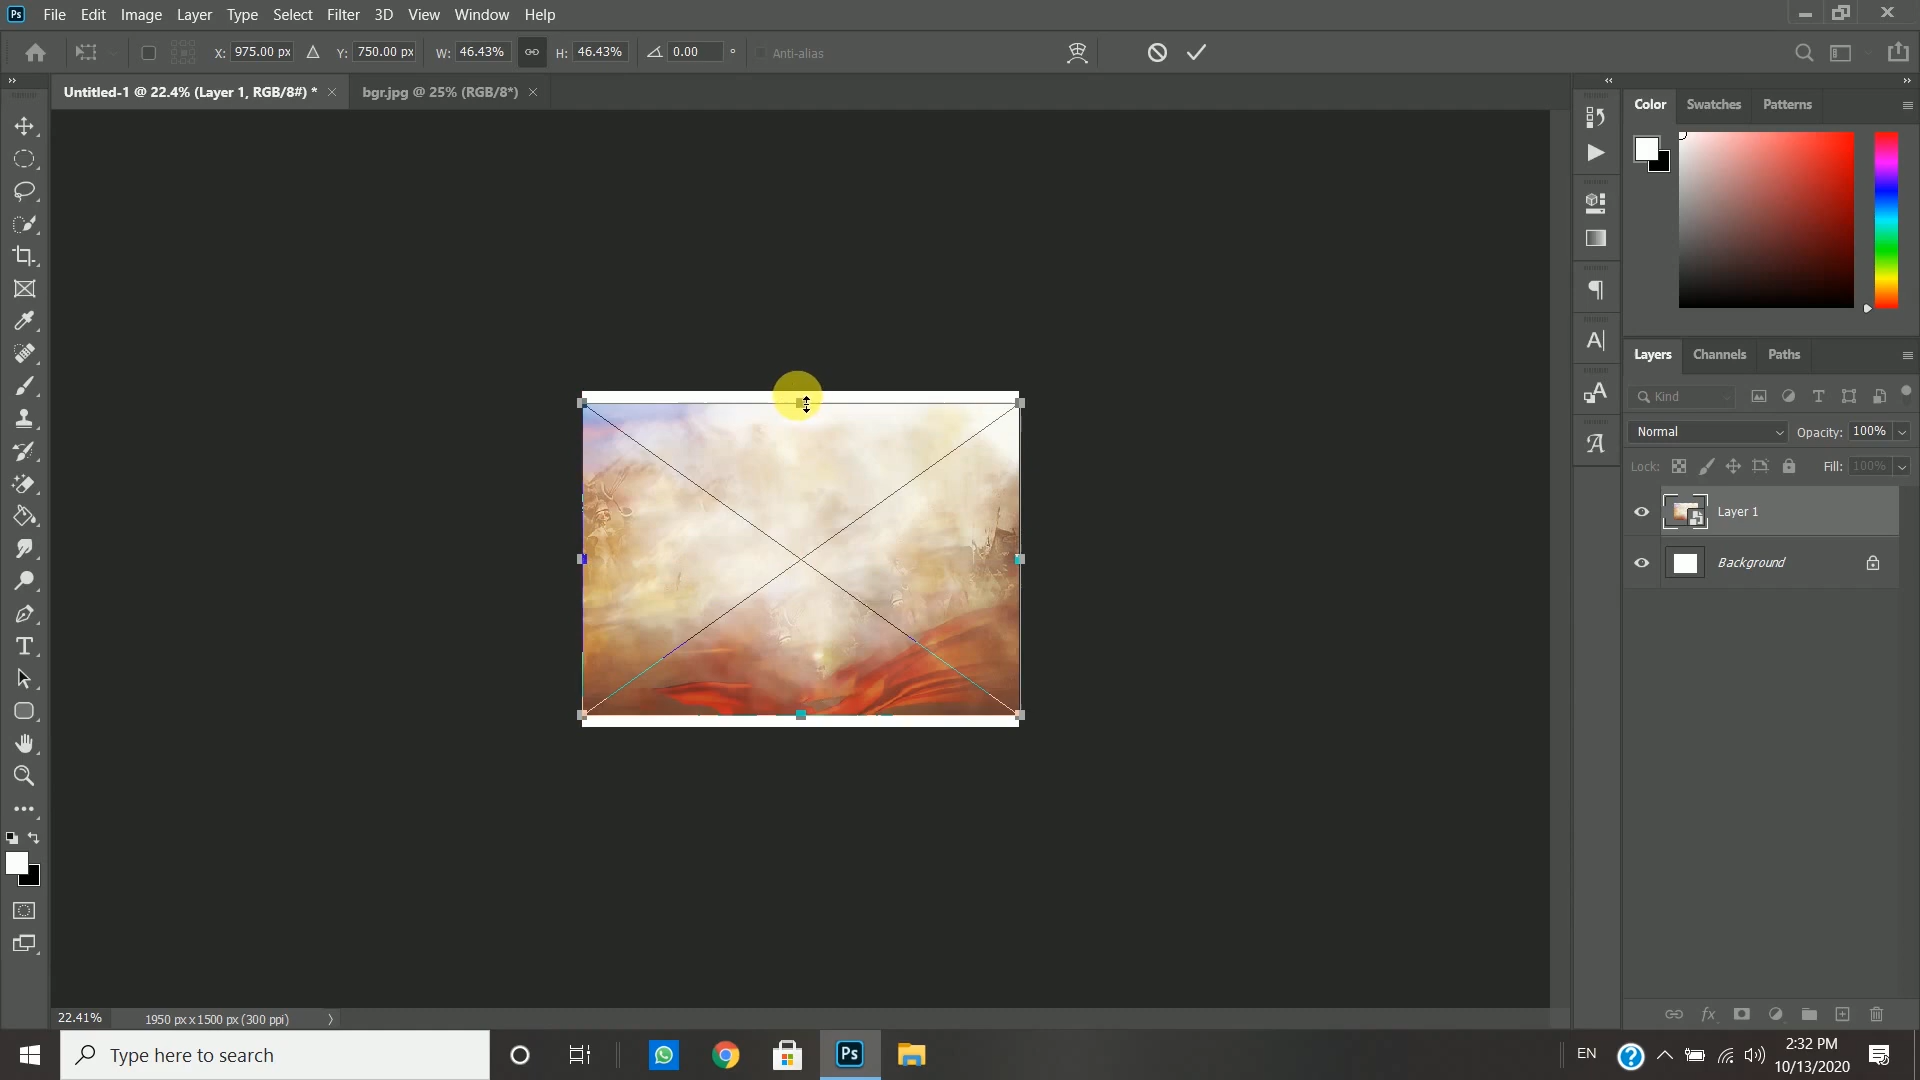 Ps File Edit Image Layer Type Select Filter 3D View Window Help
X: 975.00 px Y: 750.00 px W: 46.43% H: 46.43% 0.00 ° Anti-alias
Untitled-1 @ 22.4% (Layer 1, RGB/8#) * × bgr.jpg @ 25% (RGB/8*) ×
Color Swatches Patterns
Layers Channels Paths
Kind
Normal Opacity: 100%
Lock: Fill: 100%
Layer 1
Background
22.41% 1950 px x 1500 px (300 ppi)
Type here to search
Ps
EN
2:32 PM
10/13/2020